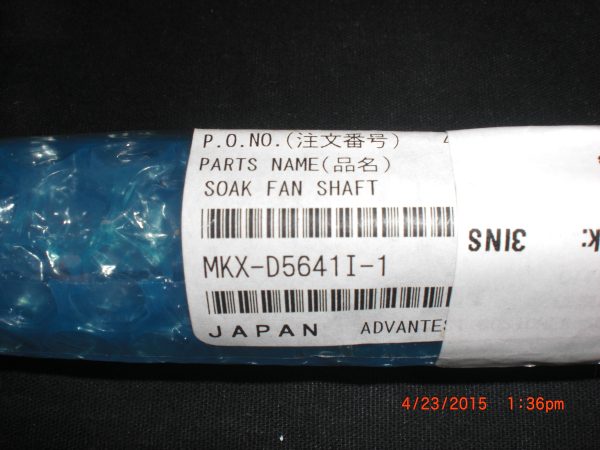 P.O.NO.(注文番号)
PARTS NAME(品名)
SOAK FAN SHAFT
MKX-D5641I-1
JAPAN ADVANTES
3INS
4/23/2015 1:36pm